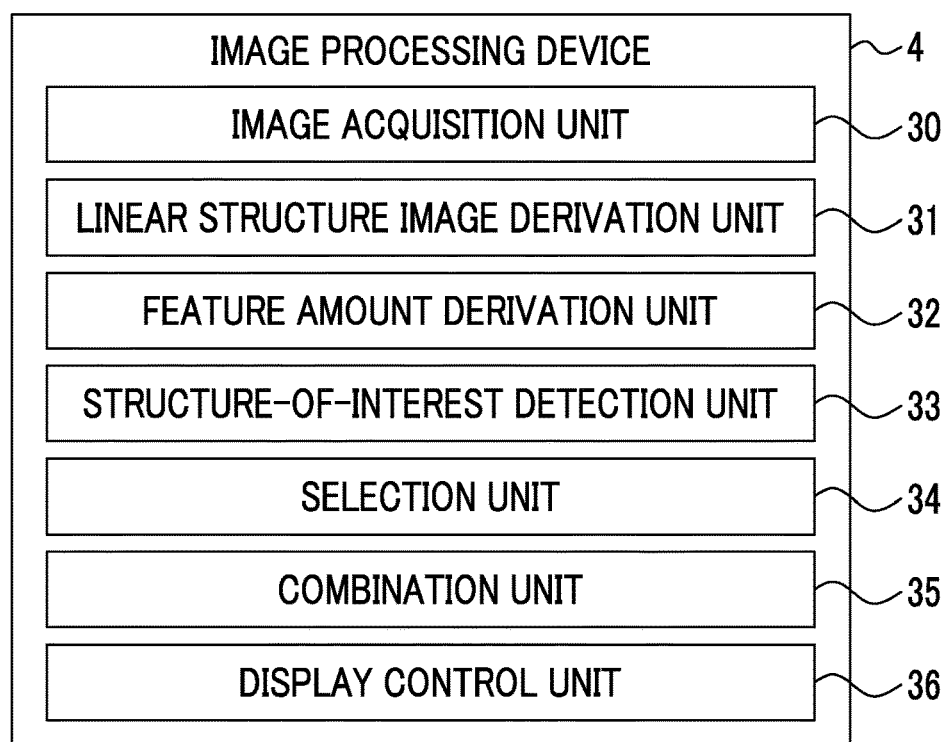 IMAGE PROCESSING DEVICE 4
IMAGE ACQUISITION UNIT 30
LINEAR STRUCTURE IMAGE DERIVATION UNIT 31
FEATURE AMOUNT DERIVATION UNIT 32
STRUCTURE-OF-INTEREST DETECTION UNIT 33
SELECTION UNIT 34
COMBINATION UNIT 35
DISPLAY CONTROL UNIT 36